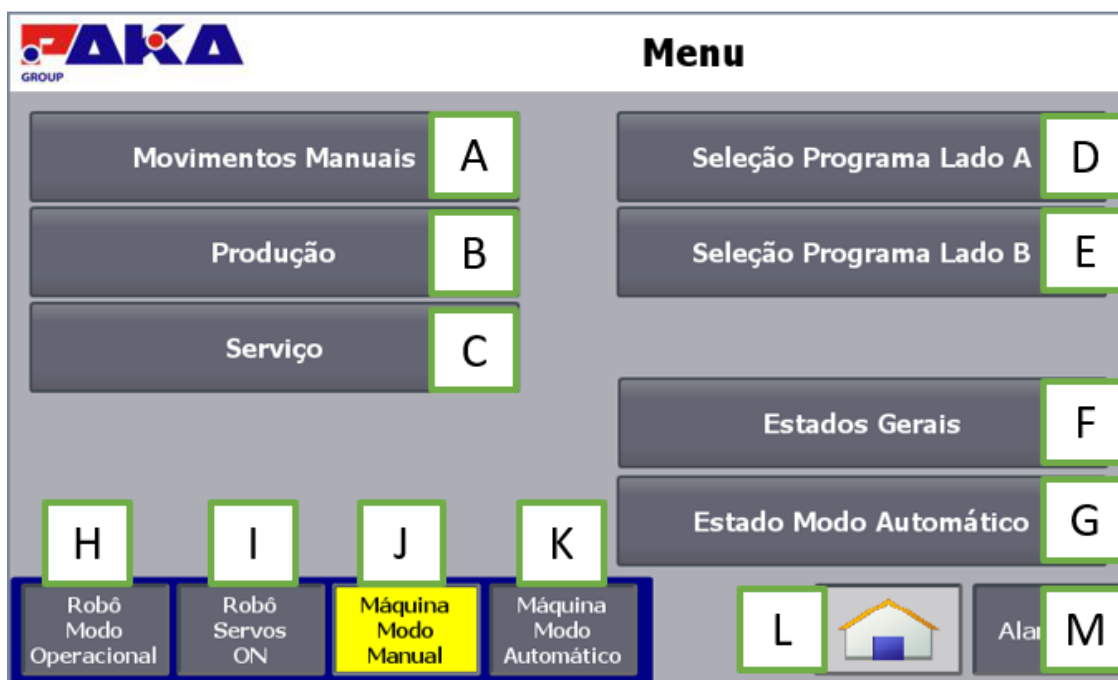 AKA
GROUP
Menu
Movimentos Manuais A
Produção B
Serviço C
Seleção Programa Lado A D
Seleção Programa Lado B E
Estados Gerais F
Estado Modo Automático G
H I J K
Robô
Modo
Operacional
Robô
Servos
ON
Máquina
Modo
Manual
Máquina
Modo
Automático
L
M